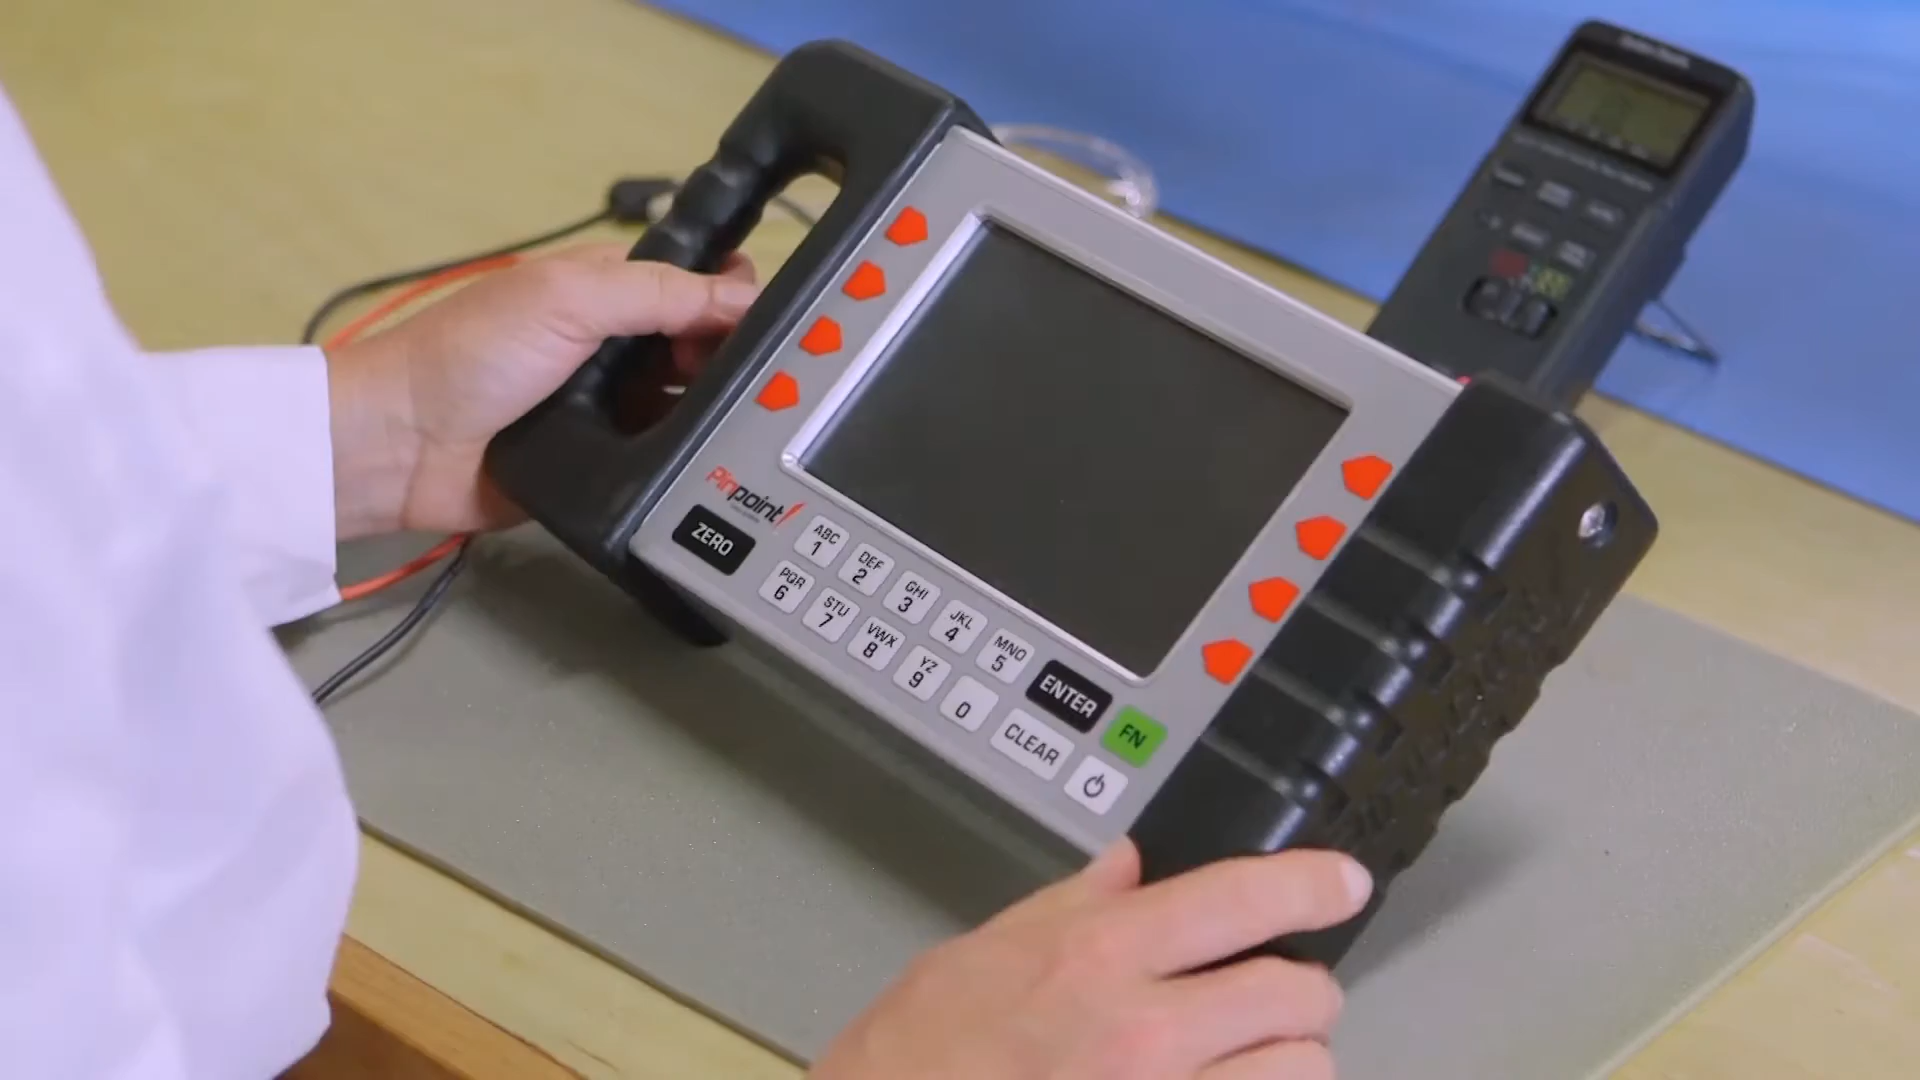 Pinpoint
ZERO
ABC
1
DEF
2
GHI
3
JKL
4
MNO
5
ENTER
FN
PQR
6
STU
7
VWX
8
YZ
9
0
CLEAR